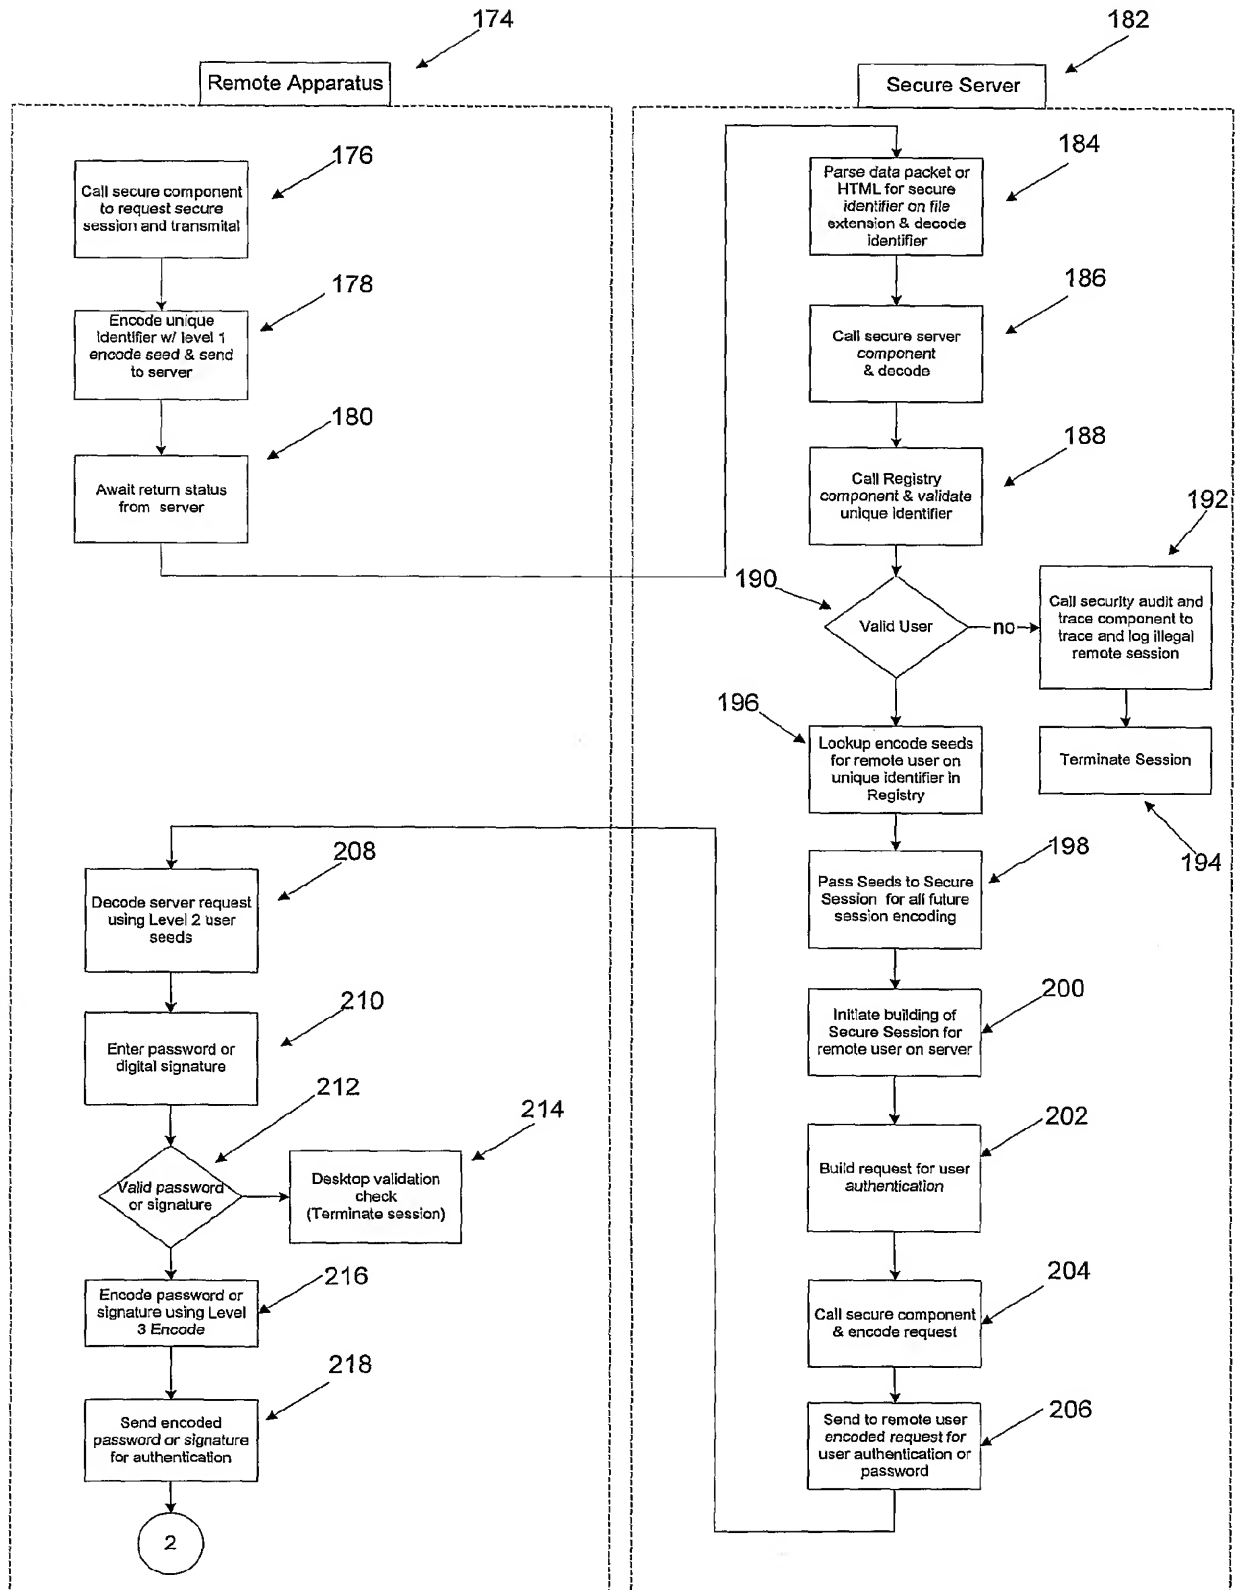 174
Remote Apparatus
176
Call secure component
to request secure
session and transmital
178
Encode unique
identifier w/ level 1
encode seed & send
to server
180
Await return status
from server
182
Secure Server
184
Parse data packet or
HTML for secure
identifier on file
extension & decode
identifier
186
Call secure server
component
& decode
188
Call Registry
component & validate
unique identifier
190
Valid User
no
192
Call security audit and
trace component to
trace and log illegal
remote session
Terminate Session
194
196
Lookup encode seeds
for remote user on
unique identifier in
Registry
198
Pass Seeds to Secure
Session for all future
session encoding
200
Initiate building of
Secure Session for
remote user on server
202
Build request for user
authentication
204
Call secure component
& encode request
206
Send to remote user
encoded request for
user authentication or
password
208
Decode server request
using Level 2 user
seeds
210
Enter password or
digital signature
212
Valid password
or signature
214
Desktop validation
check
(Terminate session)
216
Encode password or
signature using Level
3 Encode
218
Send encoded
password or signature
for authentication
2